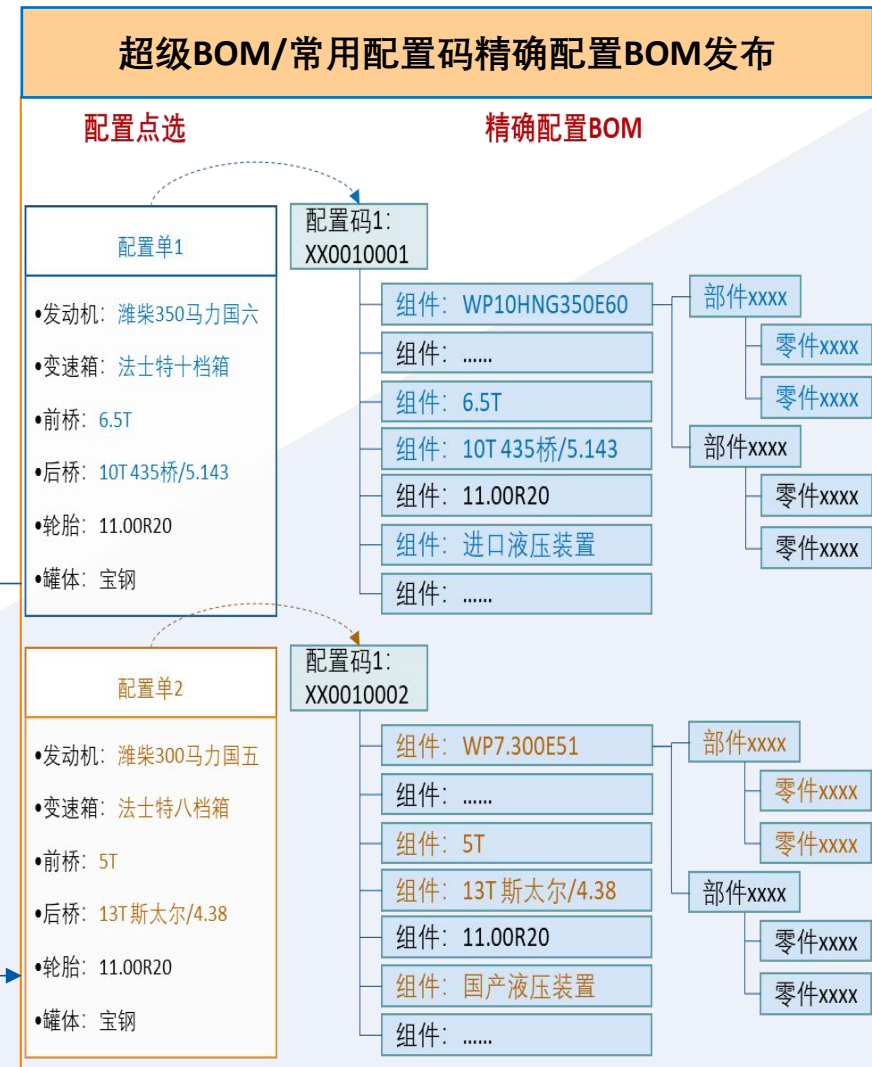 超级BOM/常用配置码精确配置BOM发布
配置点选
精确配置BOM
配置单1
•发动机：潍柴350马力国六
•变速箱：法士特十档箱
•前桥：6.5T
•后桥：10T 435桥/5.143
•轮胎：11.00R20
•罐体：宝钢
配置码1：
XX0010001
组件：WP10HNG350E60
组件：......
组件：6.5T
组件：10T 435桥/5.143
组件：11.00R20
组件：进口液压装置
组件：......
部件xxxx
零件xxxx
零件xxxx
部件xxxx
零件xxxx
零件xxxx
配置单2
•发动机：潍柴300马力国五
•变速箱：法士特八档箱
•前桥：5T
•后桥：13T 斯太尔/4.38
•轮胎：11.00R20
•罐体：宝钢
配置码1：
XX0010002
组件：WP7.300E51
组件：......
组件：5T
组件：13T 斯太尔/4.38
组件：11.00R20
组件：国产液压装置
组件：......
部件xxxx
零件xxxx
零件xxxx
部件xxxx
零件xxxx
零件xxxx